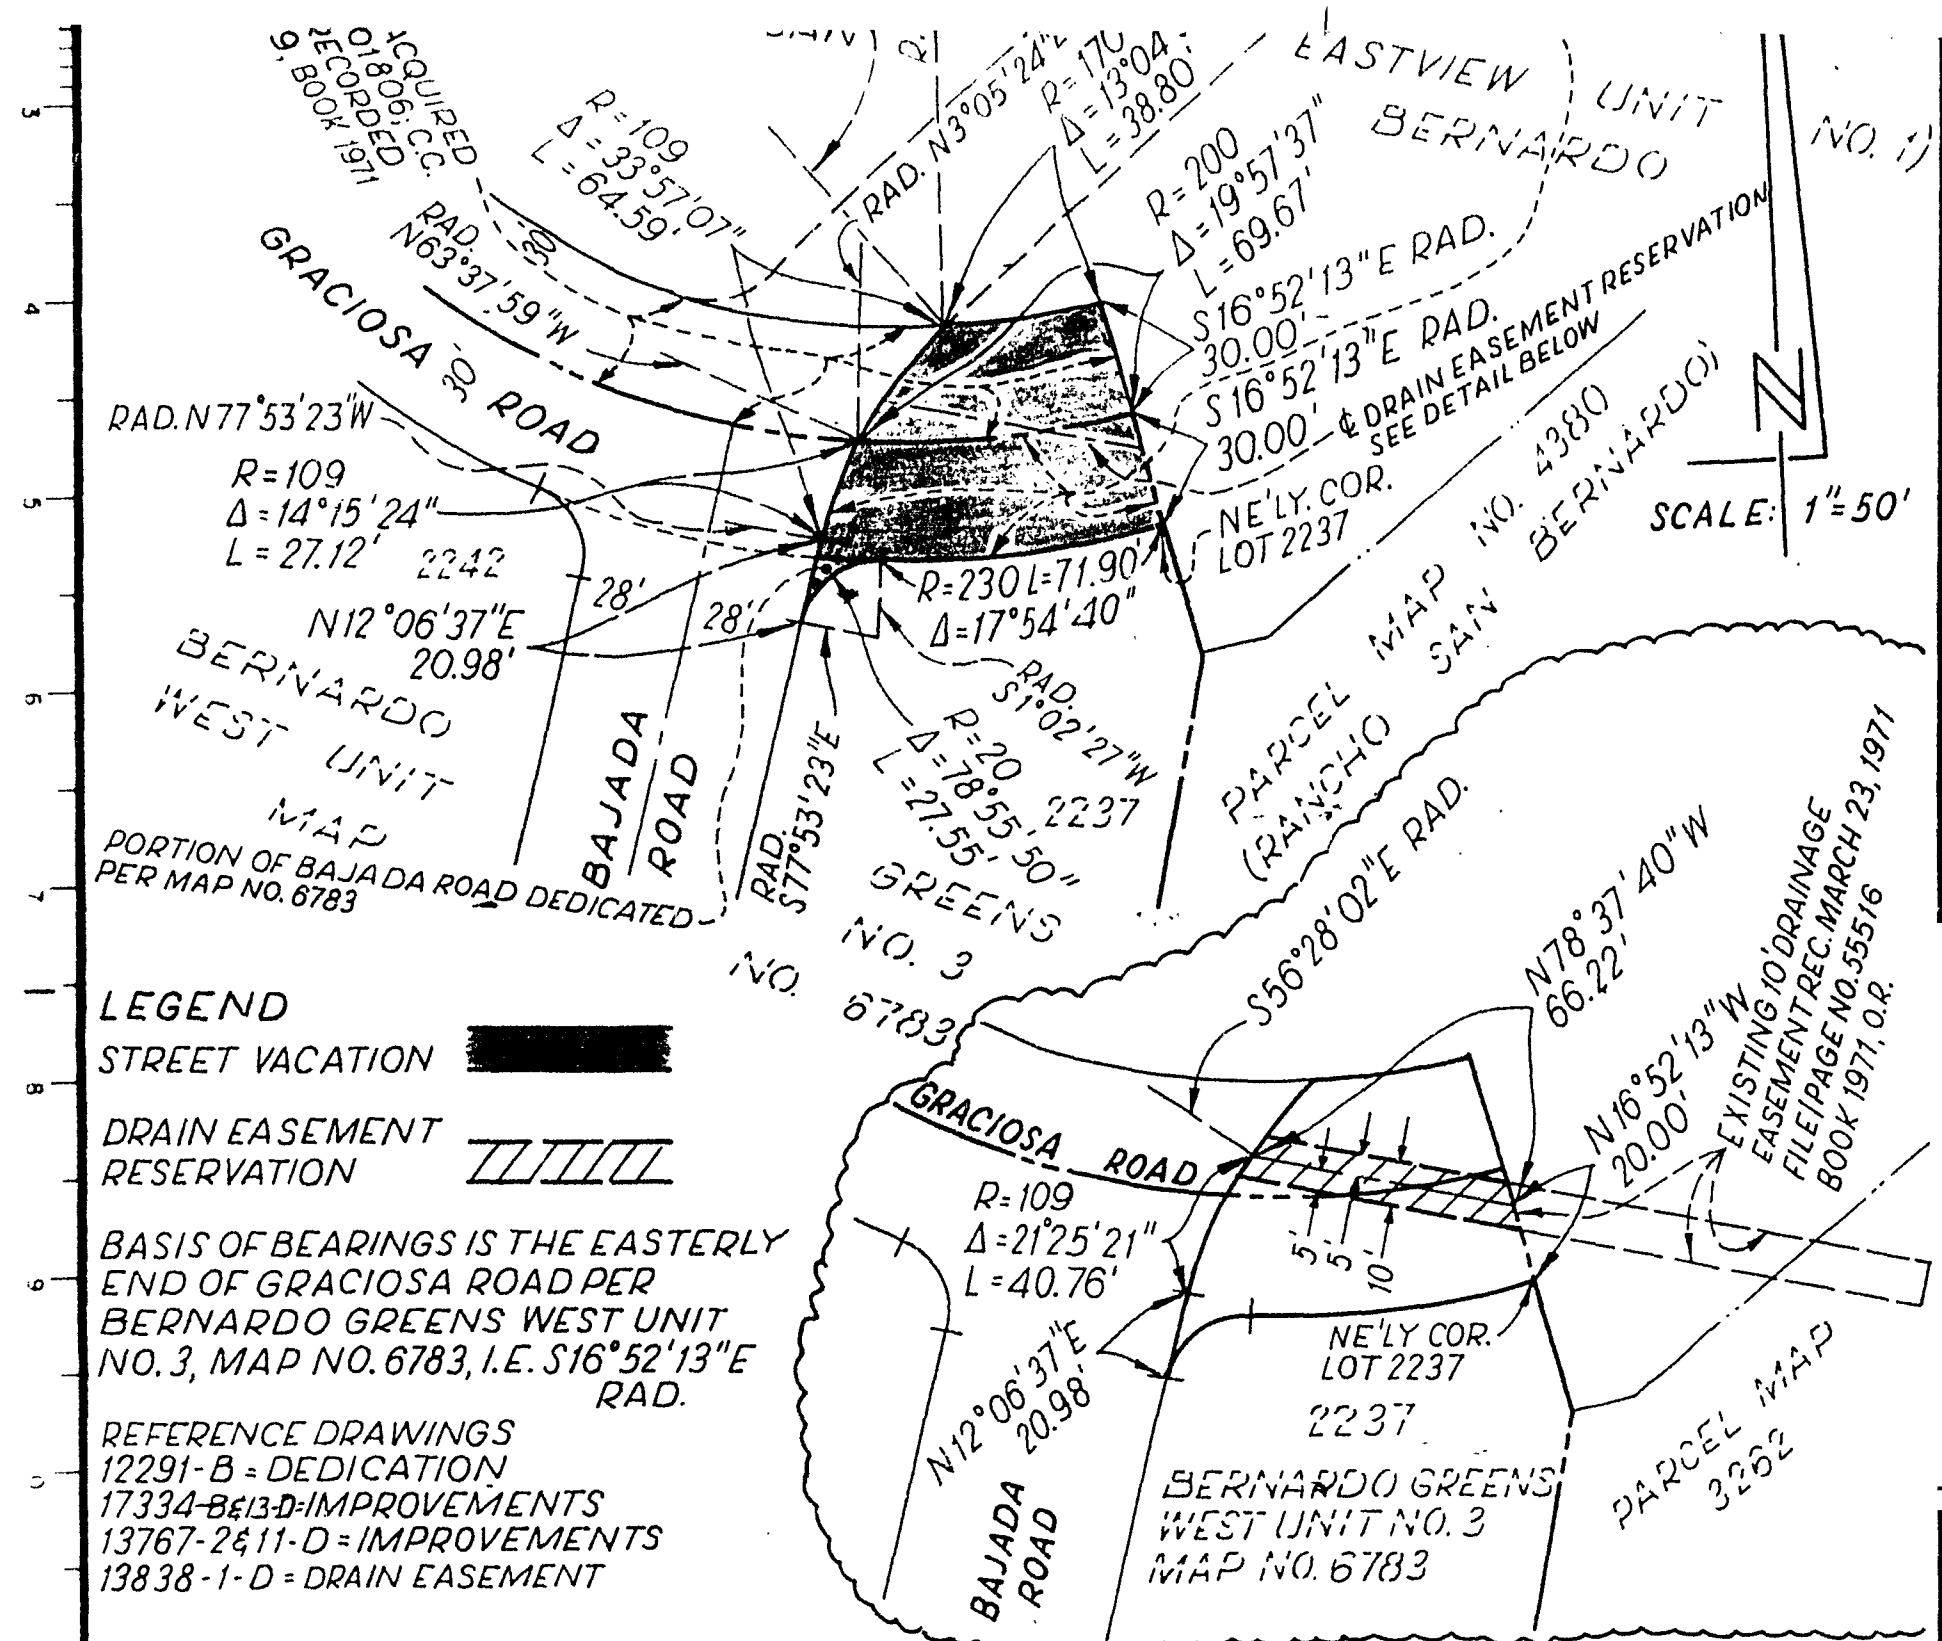 ACQUIRED
01806; C.C.
RECORDED
9, BOOK 1971
R=109
Δ=33°57'07"
L=64.59'
RAD. N3°05'24"
R=170
Δ=13°04'
L=38.80'
EASTVIEW UNIT NO. 1)
BERNARDO
R=200
Δ=19°57'37"
L=69.67'
S16°52'13"E RAD.
30.00'
S16°52'13"E RAD.
30.00'
℄ DRAIN EASEMENT RESERVATION
SEE DETAIL BELOW
RAD.
N63°37'59"W
30'
GRACIOSA ROAD
30'
RAD. N77°53'23"W
R=109
Δ=14°15'24"
L=27.12'
2242
N12°06'37"E
20.98'
28'
28'
NE'LY. COR.
LOT 2237
R=230 L=71.90'
Δ=17°54'40"
RAD.
S1°02'27"W
R=20
Δ=78°55'50"
L=27.55'
2237
RAD.
S77°53'23"E
BAJADA
ROAD
SCALE: 1"=50'
PARCEL MAP NO. 4380
(RANCHO SAN BERNARDO)
BERNARDO GREENS
WEST UNIT NO. 3
MAP NO. 6783
PORTION OF BAJADA ROAD DEDICATED
PER MAP NO. 6783
LEGEND
STREET VACATION
DRAIN EASEMENT
RESERVATION
BASIS OF BEARINGS IS THE EASTERLY
END OF GRACIOSA ROAD PER
BERNARDO GREENS WEST UNIT
NO. 3, MAP NO. 6783, I.E. S16°52'13"E
RAD.
REFERENCE DRAWINGS
12291-B = DEDICATION
17334-B&13-D=IMPROVEMENTS
13767-2&11-D = IMPROVEMENTS
13838-1-D = DRAIN EASEMENT
S56°28'02"E RAD.
N78°37'40"W
66.22'
N16°52'13"W
20.00'
EXISTING 10' DRAINAGE
EASEMENT REC. MARCH 23, 1971
FILE/PAGE NO. 55516
BOOK 1971, O.R.
GRACIOSA ROAD
R=109
Δ=21°25'21"
L=40.76'
5'
5'
10'
N12°06'37"E
20.98'
NE'LY COR.
LOT 2237
2237
BERNARDO GREENS
WEST UNIT NO. 3
MAP NO. 6783
BAJADA
ROAD
PARCEL MAP
3262
3
4
5
6
7
8
9